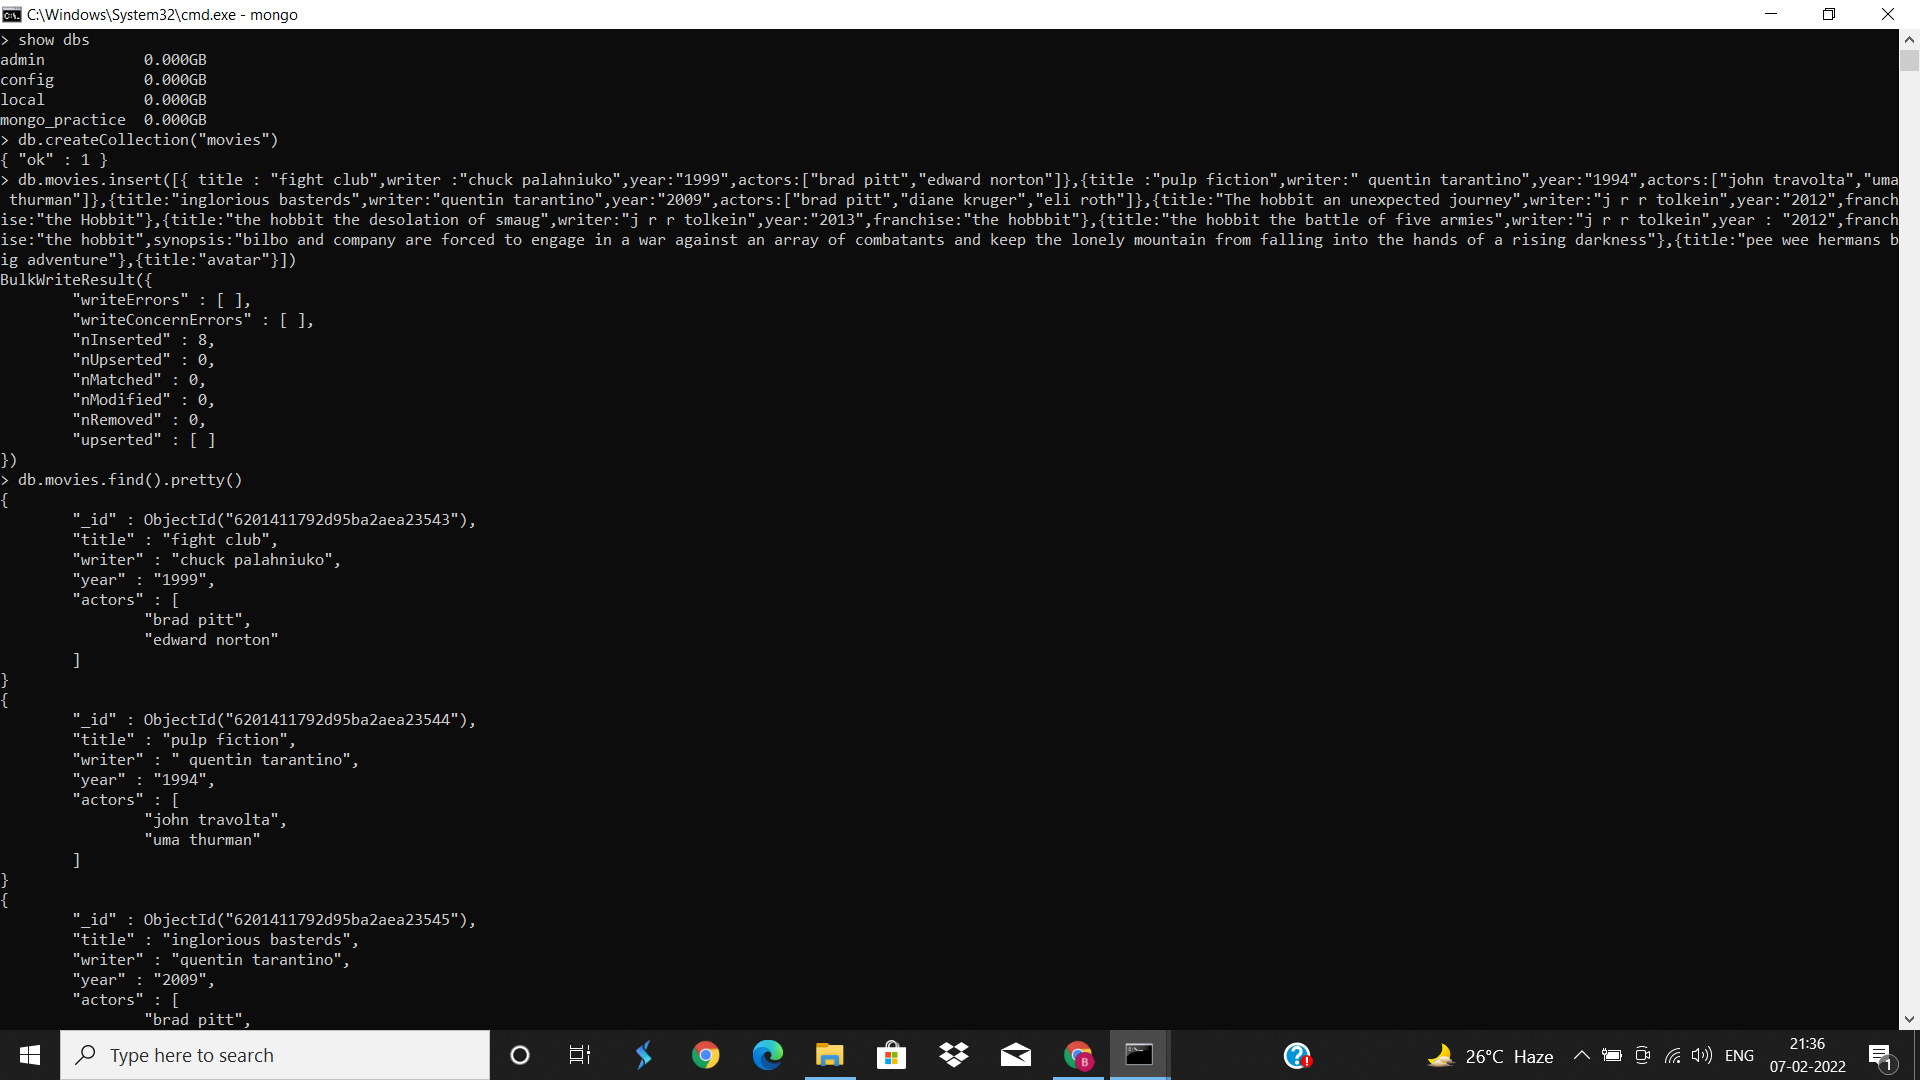 C:\Windows\System32\cmd.exe - mongo
> show dbs
admin           0.000GB
config          0.000GB
local           0.000GB
mongo_practice  0.000GB
> db.createCollection("movies")
{ "ok" : 1 }
> db.movies.insert([{ title : "fight club",writer :"chuck palahniuko",year:"1999",actors:["brad pitt","edward norton"]},{title :"pulp fiction",writer:" quentin tarantino",year:"1994",actors:["john travolta","uma
 thurman"]},{title:"inglorious basterds",writer:"quentin tarantino",year:"2009",actors:["brad pitt","diane kruger","eli roth"]},{title:"The hobbit an unexpected journey",writer:"j r r tolkein",year:"2012",franch
ise:"the Hobbit"},{title:"the hobbit the desolation of smaug",writer:"j r r tolkein",year:"2013",franchise:"the hobbbit"},{title:"the hobbit the battle of five armies",writer:"j r r tolkein",year : "2012",franch
ise:"the hobbit",synopsis:"bilbo and company are forced to engage in a war against an array of combatants and keep the lonely mountain from falling into the hands of a rising darkness"},{title:"pee wee hermans b
ig adventure"},{title:"avatar"}])
BulkWriteResult({
        "writeErrors" : [ ],
        "writeConcernErrors" : [ ],
        "nInserted" : 8,
        "nUpserted" : 0,
        "nMatched" : 0,
        "nModified" : 0,
        "nRemoved" : 0,
        "upserted" : [ ]
})
> db.movies.find().pretty()
{
        "_id" : ObjectId("6201411792d95ba2aea23543"),
        "title" : "fight club",
        "writer" : "chuck palahniuko",
        "year" : "1999",
        "actors" : [
                "brad pitt",
                "edward norton"
        ]
}
{
        "_id" : ObjectId("6201411792d95ba2aea23544"),
        "title" : "pulp fiction",
        "writer" : " quentin tarantino",
        "year" : "1994",
        "actors" : [
                "john travolta",
                "uma thurman"
        ]
}
{
        "_id" : ObjectId("6201411792d95ba2aea23545"),
        "title" : "inglorious basterds",
        "writer" : "quentin tarantino",
        "year" : "2009",
        "actors" : [
                "brad pitt",
Type here to search
B
26°C Haze
ENG
21:36
07-02-2022
1